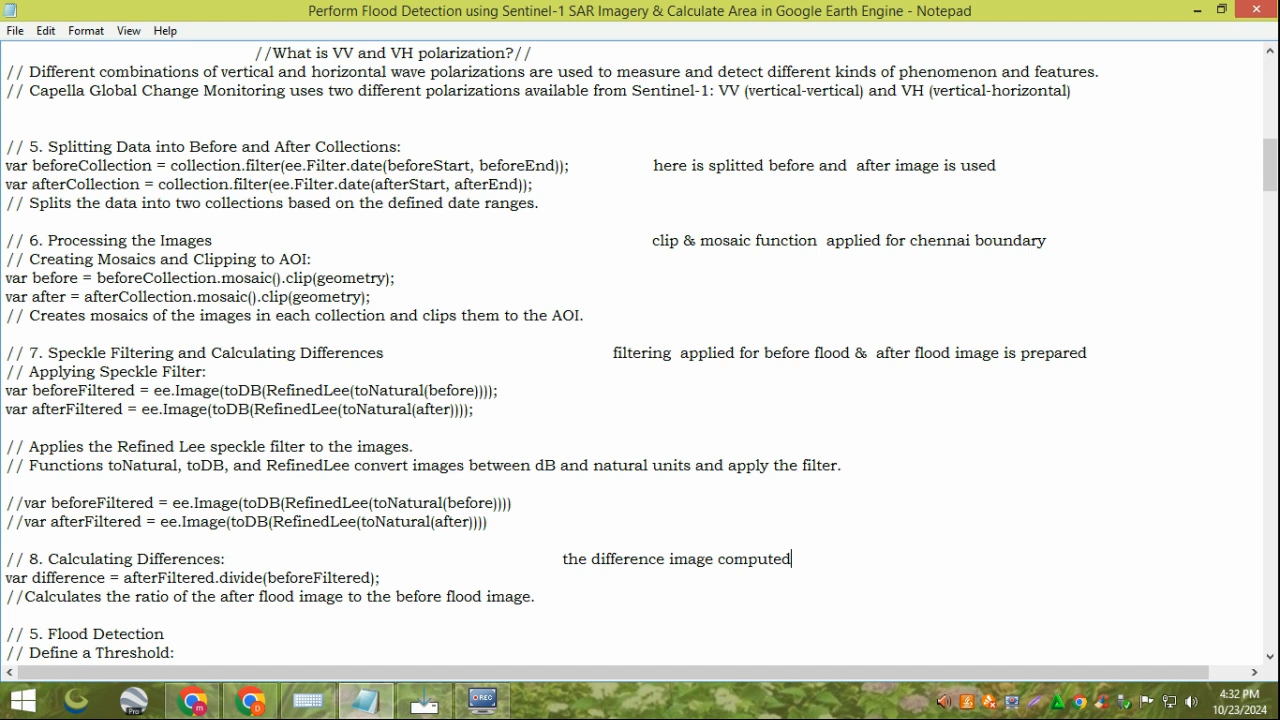 Perform Flood Detection using Sentinel-1 SAR Imagery & Calculate Area in Google Earth Engine - Notepad
File Edit Format View Help
//What is VV and VH polarization?//
// Different combinations of vertical and horizontal wave polarizations are used to measure and detect different kinds of phenomenon and features.
// Capella Global Change Monitoring uses two different polarizations available from Sentinel-1: VV (vertical-vertical) and VH (vertical-horizontal)
// 5. Splitting Data into Before and After Collections:
var beforeCollection = collection.filter(ee.Filter.date(beforeStart, beforeEnd)); here is splitted before and after image is used
var afterCollection = collection.filter(ee.Filter.date(afterStart, afterEnd));
// Splits the data into two collections based on the defined date ranges.
// 6. Processing the Images clip & mosaic function applied for chennai boundary
// Creating Mosaics and Clipping to AOI:
var before = beforeCollection.mosaic().clip(geometry);
var after = afterCollection.mosaic().clip(geometry);
// Creates mosaics of the images in each collection and clips them to the AOI.
// 7. Speckle Filtering and Calculating Differences filtering applied for before flood & after flood image is prepared
// Applying Speckle Filter:
var beforeFiltered = ee.Image(toDB(RefinedLee(toNatural(before))));
var afterFiltered = ee.Image(toDB(RefinedLee(toNatural(after))));
// Applies the Refined Lee speckle filter to the images.
// Functions toNatural, toDB, and RefinedLee convert images between dB and natural units and apply the filter.
//var beforeFiltered = ee.Image(toDB(RefinedLee(toNatural(before))))
//var afterFiltered = ee.Image(toDB(RefinedLee(toNatural(after))))
// 8. Calculating Differences: the difference image computed
var difference = afterFiltered.divide(beforeFiltered);
//Calculates the ratio of the after flood image to the before flood image.
// 5. Flood Detection
// Define a Threshold:
Pro
m
D
REC
4:32 PM
10/23/2024